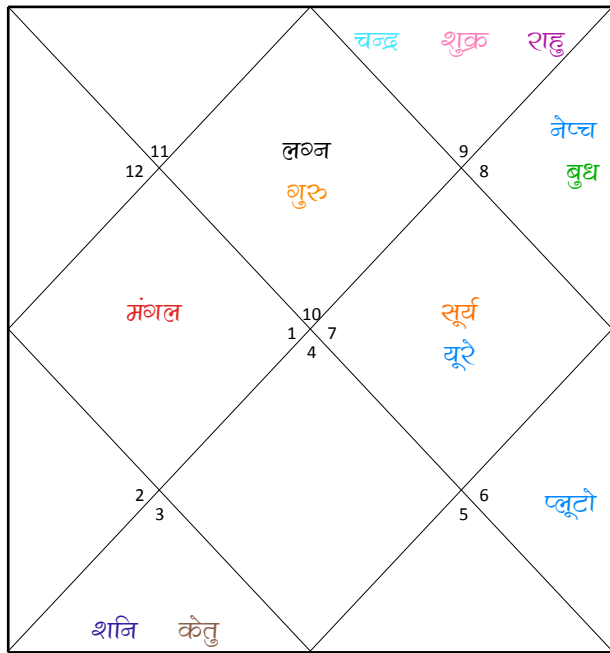 चन्द्र शुक्र राहु
नेप्च
बुध
लग्न
गुरु
11
12
9
8
मंगल
सूर्य
यूरे
10
1 7
4
2
3
6
5
प्लूटो
शनि केतु